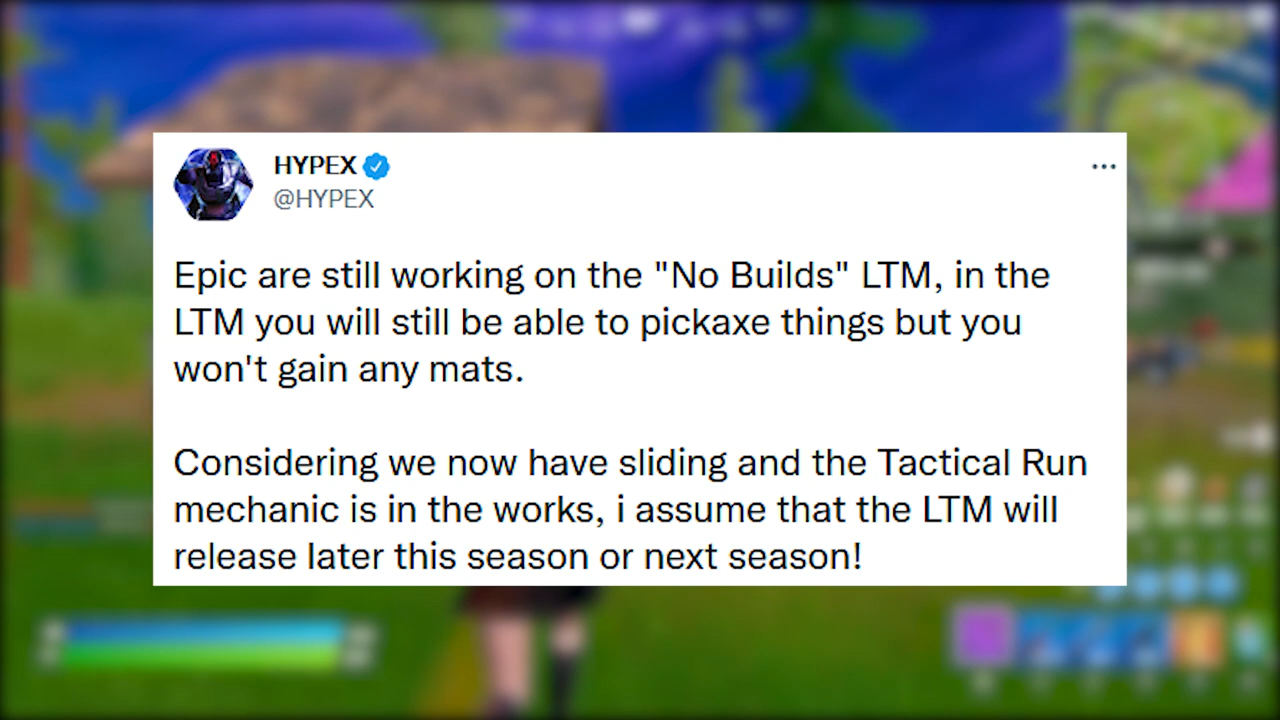 HYPEX
@HYPEX
Epic are still working on the "No Builds" LTM, in the
LTM you will still be able to pickaxe things but you
won't gain any mats.
Considering we now have sliding and the Tactical Run
mechanic is in the works, i assume that the LTM will
release later this season or next season!